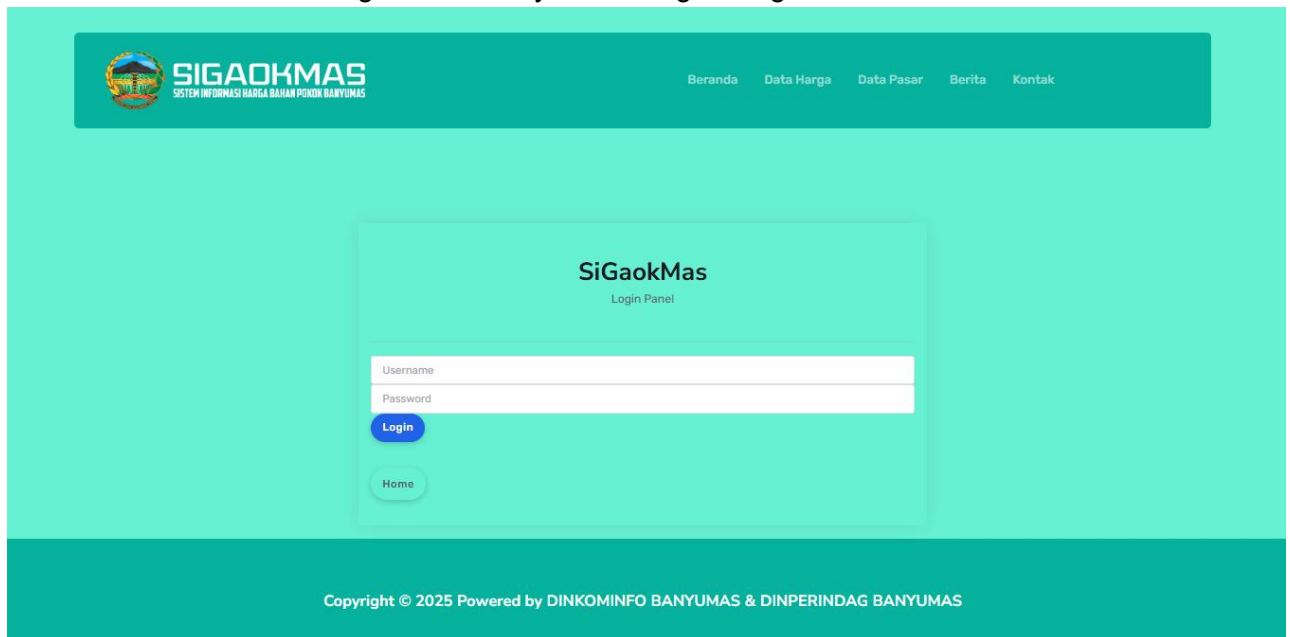 SIGAOKMAS
SISTEM INFORMASI HARGA BAHAN POKOK BANYUMAS
Beranda Data Harga Data Pasar Berita Kontak
SiGaokMas
Login Panel
Username
Password
Login
Home
Copyright © 2025 Powered by DINKOMINFO BANYUMAS & DINPERINDAG BANYUMAS